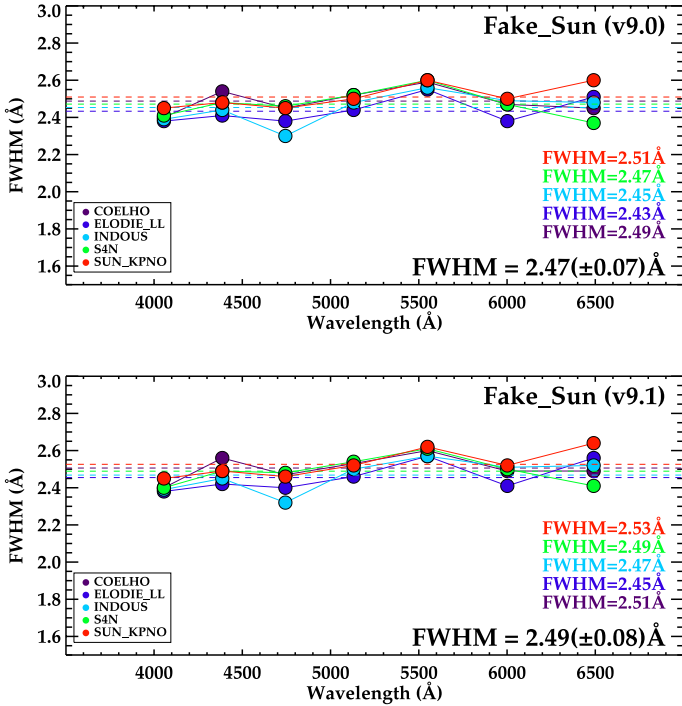 3.0
Fake_Sun (v9.0)
2.8
2.6
2.4
2.2
2.0
1.8
1.6
FWHM (Å)
FWHM=2.51Å
FWHM=2.47Å
FWHM=2.45Å
FWHM=2.43Å
FWHM=2.49Å
COELHO
ELODIE_LL
INDOUS
S4N
SUN_KPNO
FWHM = 2.47(±0.07)Å
4000 4500 5000 5500 6000 6500
Wavelength (Å)
3.0
Fake_Sun (v9.1)
2.8
2.6
2.4
2.2
2.0
1.8
1.6
FWHM (Å)
FWHM=2.53Å
FWHM=2.49Å
FWHM=2.47Å
FWHM=2.45Å
FWHM=2.51Å
COELHO
ELODIE_LL
INDOUS
S4N
SUN_KPNO
FWHM = 2.49(±0.08)Å
4000 4500 5000 5500 6000 6500
Wavelength (Å)